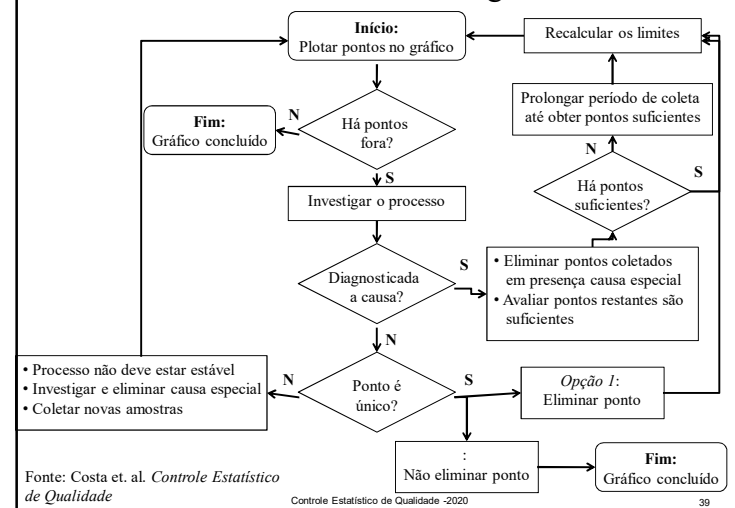 Início:
Plotar pontos no gráfico
Recalcular os limites
Prolongar período de coleta
até obter pontos suficientes
Fim:
Gráfico concluído
N
Há pontos
fora?
S
N
S
Há pontos
suficientes?
Investigar o processo
Diagnosticada
a causa?
S
• Eliminar pontos coletados
em presença causa especial
• Avaliar pontos restantes são
suficientes
N
• Processo não deve estar estável
• Investigar e eliminar causa especial
• Coletar novas amostras
N
Ponto é
único?
S
Opção 1:
Eliminar ponto
:
Não eliminar ponto
Fim:
Gráfico concluído
Fonte: Costa et. al. Controle Estatístico
de Qualidade
Controle Estatístico de Qualidade -2020
39